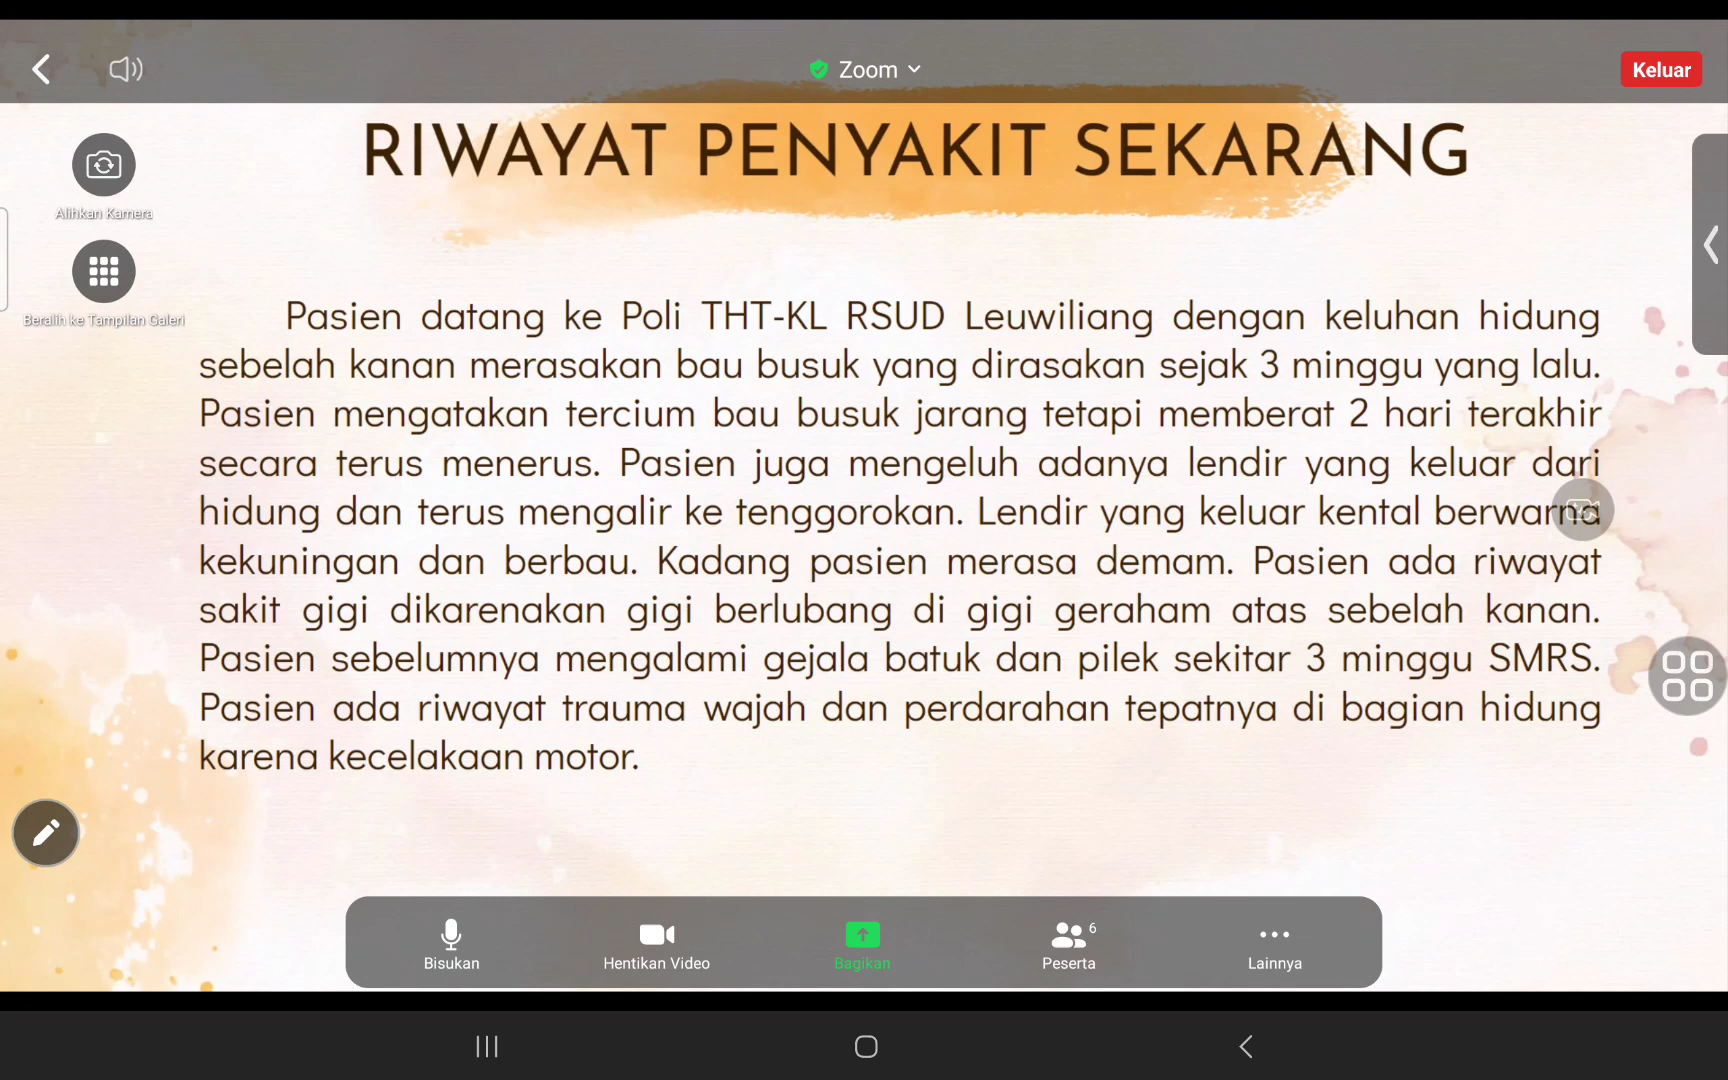 Zoom
Keluar
RIWAYAT PENYAKIT SEKARANG
Alihkan Kamera
Beralih ke Tampilan Galeri
Pasien datang ke Poli THT-KL RSUD Leuwiliang dengan keluhan hidung
sebelah kanan merasakan bau busuk yang dirasakan sejak 3 minggu yang lalu.
Pasien mengatakan tercium bau busuk jarang tetapi memberat 2 hari terakhir
secara terus menerus. Pasien juga mengeluh adanya lendir yang keluar dari
hidung dan terus mengalir ke tenggorokan. Lendir yang keluar kental berwarna
kekuningan dan berbau. Kadang pasien merasa demam. Pasien ada riwayat
sakit gigi dikarenakan gigi berlubang di gigi geraham atas sebelah kanan.
Pasien sebelumnya mengalami gejala batuk dan pilek sekitar 3 minggu SMRS.
Pasien ada riwayat trauma wajah dan perdarahan tepatnya di bagian hidung
karena kecelakaan motor.
6
Bisukan
Hentikan Video
Bagikan
Peserta
Lainnya